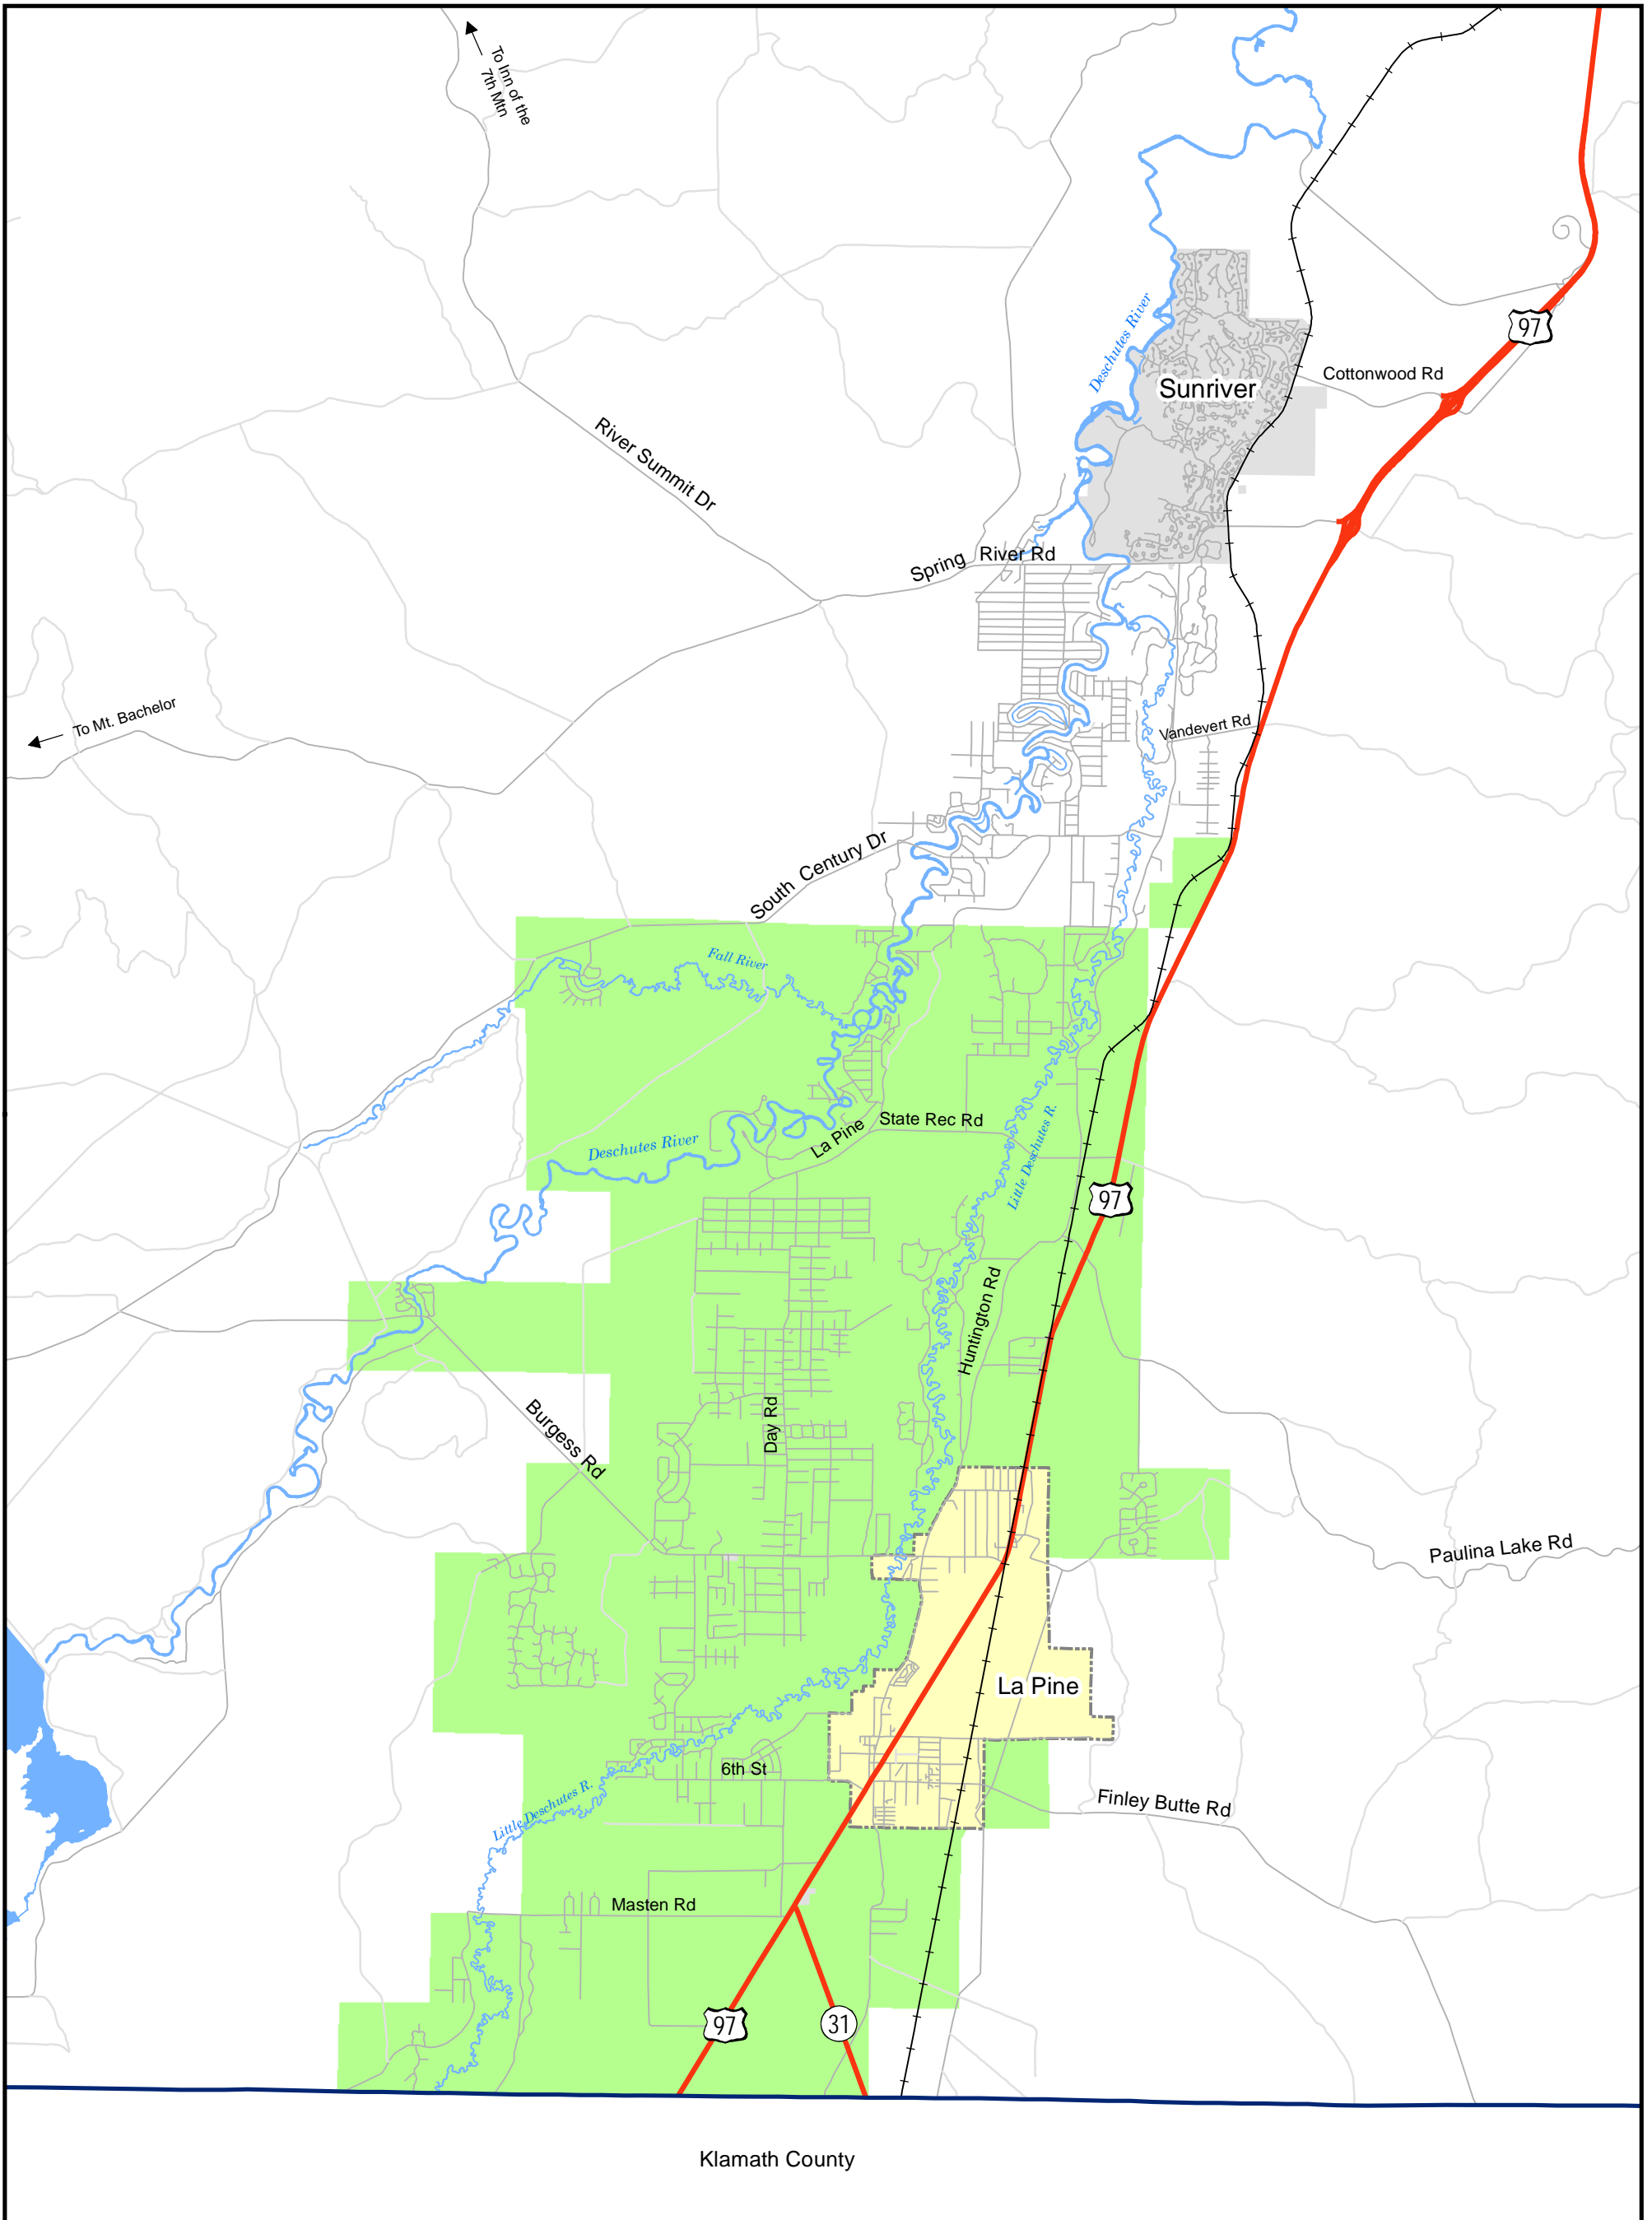 To Inn of the
7th Mtn
97
Deschutes River
Cottonwood Rd
Sunriver
River Summit Dr
Spring River Rd
To Mt. Bachelor
Vandevert Rd
South Century Dr
Fall River
State Rec Rd
La Pine
Deschutes River
Little Deschutes R.
97
Huntington Rd
Day Rd
Burgess Rd
Paulina Lake Rd
La Pine
6th St
Finley Butte Rd
Little Deschutes R.
Masten Rd
97
31
Klamath County